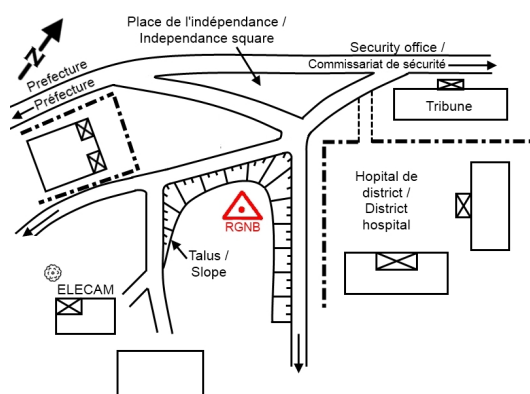 Place de l'indépendance /
Independance square
Security office /
Commissariat de sécurité
N
Prefecture
Préfecture
Tribune
Hopital de
district /
District
hospital
RGNB
Talus /
Slope
ELECAM